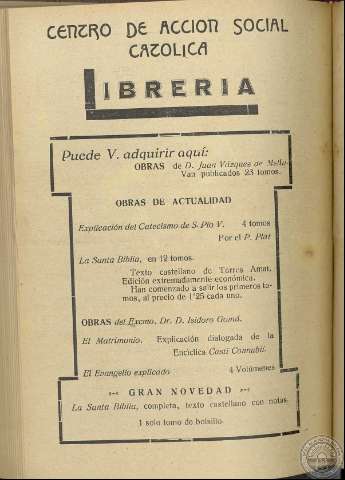 CENTRO DE ACCION SOCIAL
CATOLICA
LIBRERIA
Puede V. adquirir aquí:
OBRAS de D. Juan Vázquez de Mella
Van publicados 23 tomos.
OBRAS DE ACTUALIDAD
Explicación del Catecismo de S. Pío V. 4 tomos
Por el P. Plat
La Santa Biblia, en 12 tomos.
Texto castellano de Torres Amat.
Edición extremadamente económica.
Han comenzado a salir los primeros to-
mos, al precio de 1'25 cada uno.
OBRAS del Excmo, Dr. D. Isidoro Gomá.
El Matrimonio. Explicación dialogada de la
Encíclica Casti Connubii.
El Evangelio explicado 4 Volúmenes
GRAN NOVEDAD
La Santa Biblia, completa, texto castellano con notas.
1 solo tomo de bolsillo.